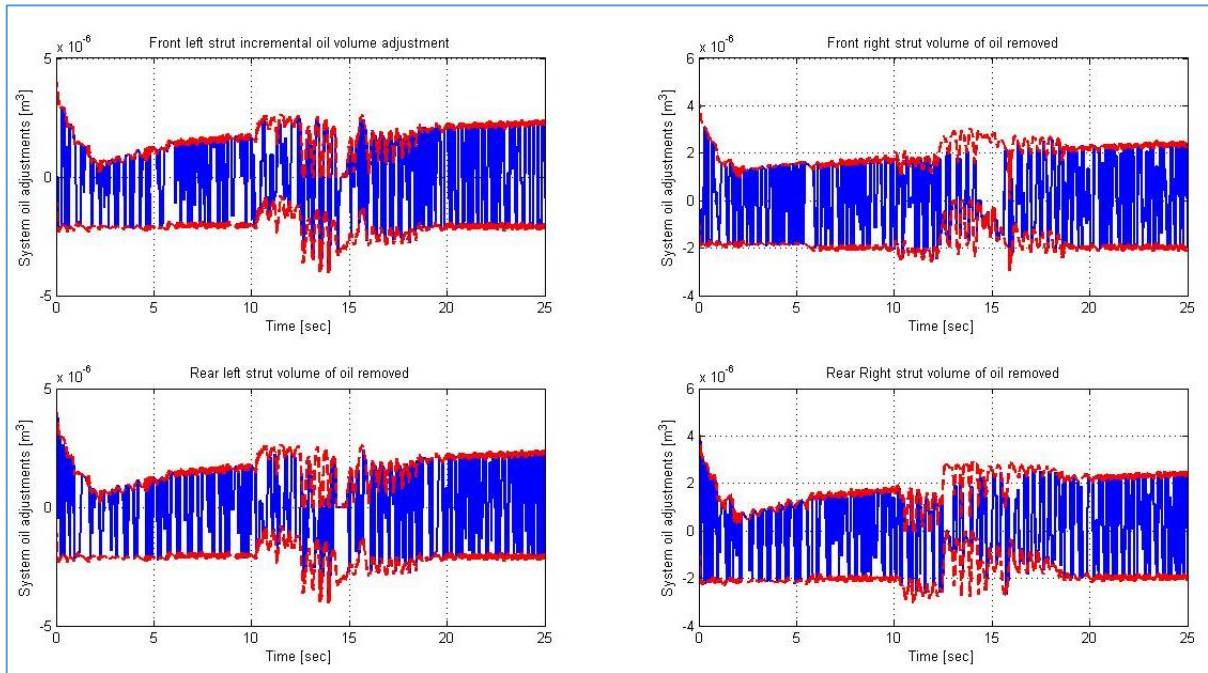 Front left strut incremental oil volume adjustment
x 10^-6
5
0
-5
System oil adjustments [m^3]
0 5 10 15 20 25
Time [sec]
Front right strut volume of oil removed
x 10^-6
6
4
2
0
-2
-4
System oil adjustments [m^3]
0 5 10 15 20 25
Time [sec]
Rear left strut volume of oil removed
x 10^-6
5
0
-5
System oil adjustments [m^3]
0 5 10 15 20 25
Time [sec]
Rear Right strut volume of oil removed
x 10^-6
6
4
2
0
-2
-4
System oil adjustments [m^3]
0 5 10 15 20 25
Time [sec]